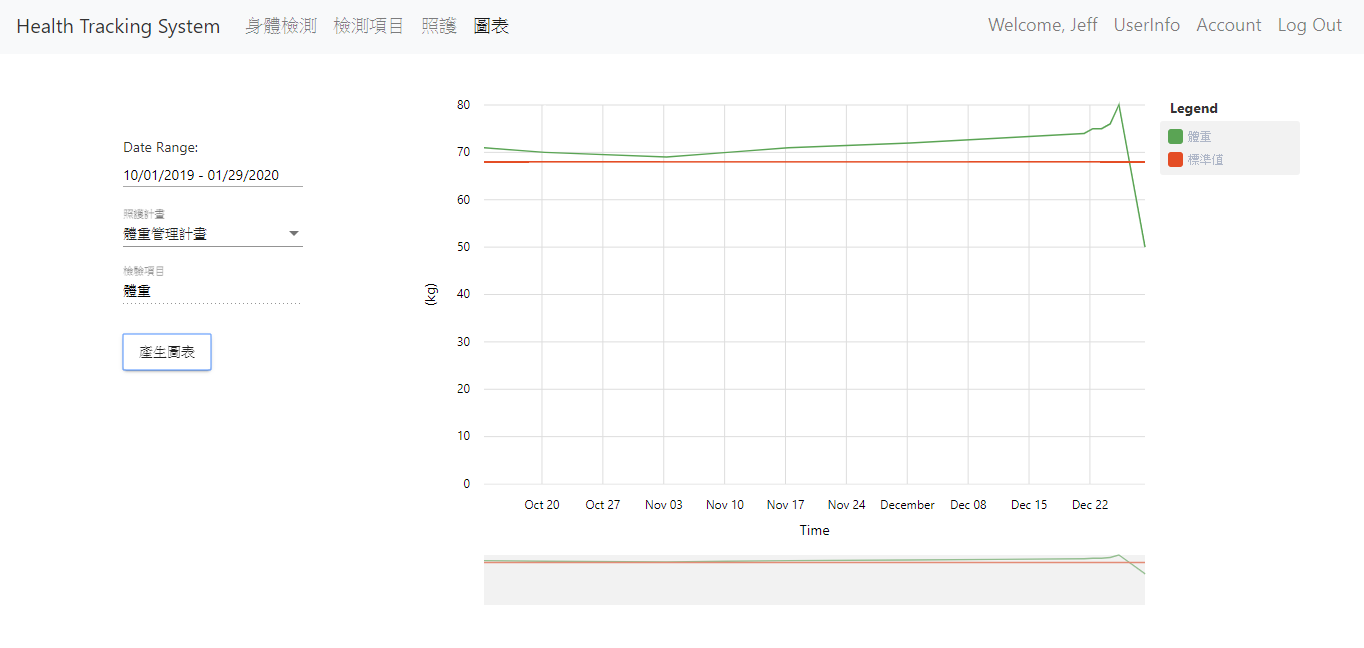 Health Tracking System 身體檢測 檢測項目 照護 圖表 Welcome, Jeff UserInfo Account Log Out
Date Range:
10/01/2019 - 01/29/2020
照護計畫
體重管理計畫
檢驗項目
體重
產生圖表
80
70
60
50
40
30
20
10
0
(kg)
Oct 20 Oct 27 Nov 03 Nov 10 Nov 17 Nov 24 December Dec 08 Dec 15 Dec 22
Time
Legend
體重
標準值